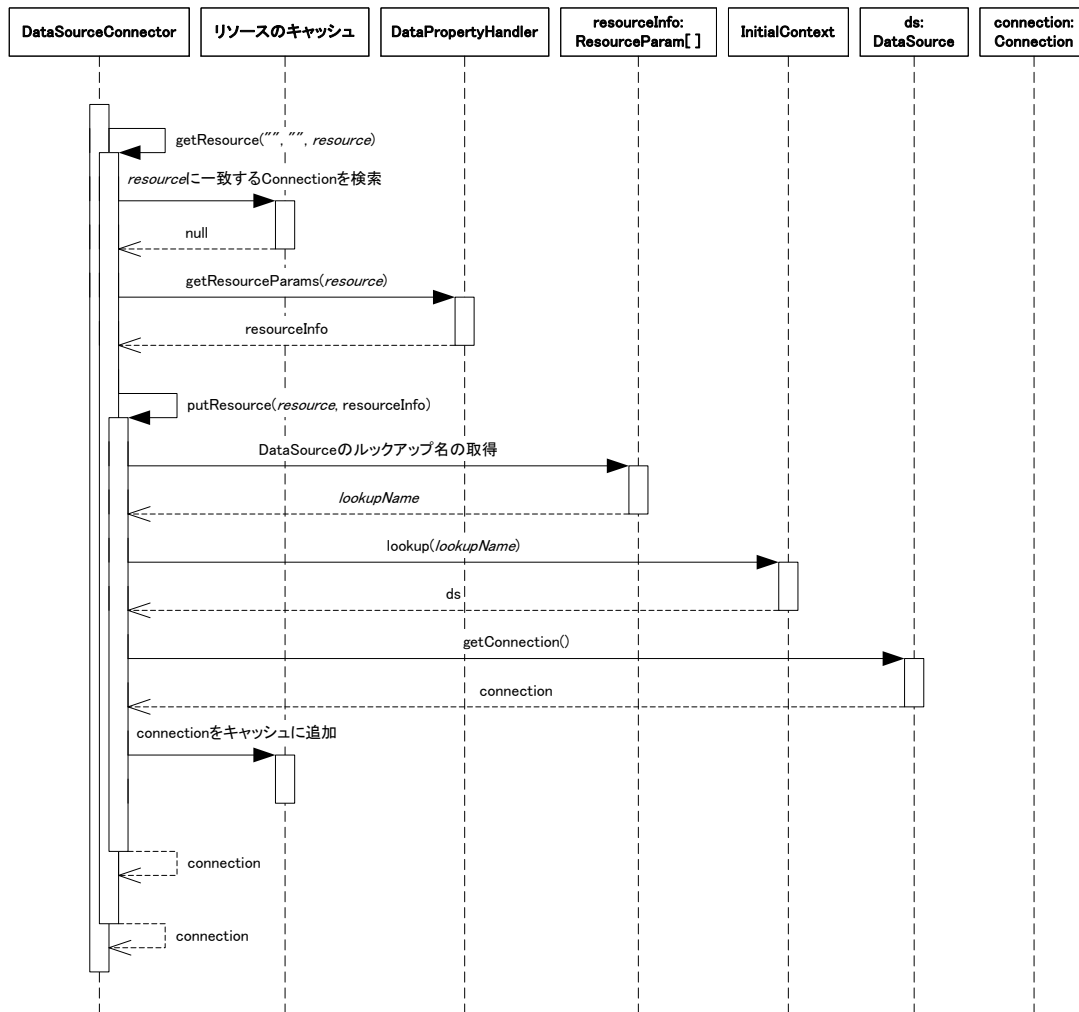 DataSourceConnector
リソースのキャッシュ
DataPropertyHandler
resourceInfo:
ResourceParam[ ]
InitialContext
ds:
DataSource
connection:
Connection
getResource("", "", resource)
resourceに一致するConnectionを検索
null
getResourceParams(resource)
resourceInfo
putResource(resource, resourceInfo)
DataSourceのルックアップ名の取得
lookupName
lookup(lookupName)
ds
getConnection()
connection
connectionをキャッシュに追加
connection
connection